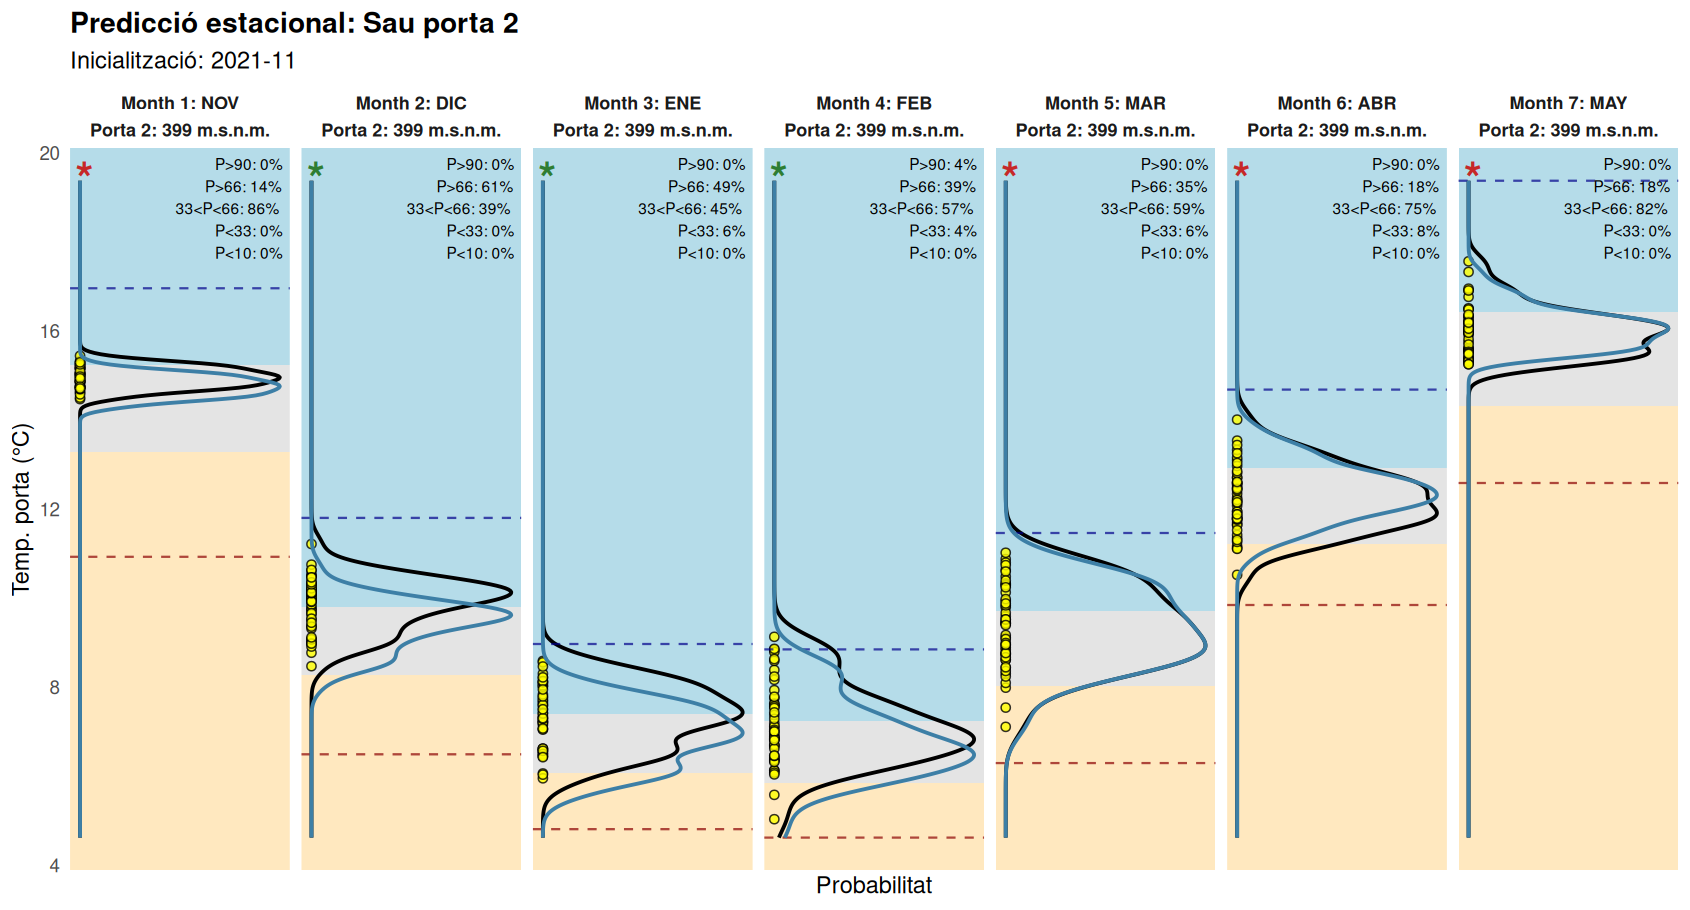 Predicció estacional: Sau porta 2
Inicialització: 2021-11
Month 1: NOV
Porta 2: 399 m.s.n.m.
Month 2: DIC
Porta 2: 399 m.s.n.m.
Month 3: ENE
Porta 2: 399 m.s.n.m.
Month 4: FEB
Porta 2: 399 m.s.n.m.
Month 5: MAR
Porta 2: 399 m.s.n.m.
Month 6: ABR
Porta 2: 399 m.s.n.m.
Month 7: MAY
Porta 2: 399 m.s.n.m.
Temp. porta (°C)
20
16
12
8
4
*
P>90: 0%
P>66: 14%
33<P<66: 86%
P<33: 0%
P<10: 0%
*
P>90: 0%
P>66: 61%
33<P<66: 39%
P<33: 0%
P<10: 0%
*
P>90: 0%
P>66: 49%
33<P<66: 45%
P<33: 6%
P<10: 0%
*
P>90: 4%
P>66: 39%
33<P<66: 57%
P<33: 4%
P<10: 0%
*
P>90: 0%
P>66: 35%
33<P<66: 59%
P<33: 6%
P<10: 0%
*
P>90: 0%
P>66: 18%
33<P<66: 75%
P<33: 8%
P<10: 0%
*
P>90: 0%
P>66: 18%
33<P<66: 82%
P<33: 0%
P<10: 0%
Probabilitat